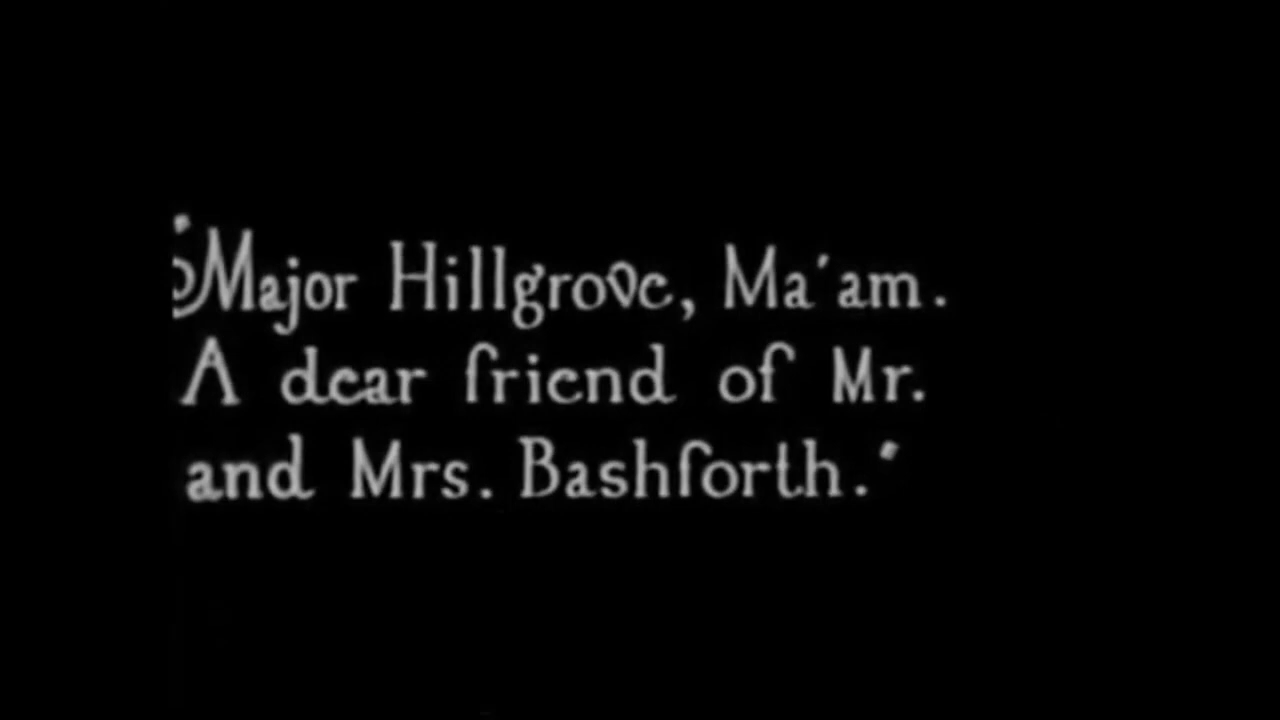 "Major Hillgrove, Ma'am.
A dear friend of Mr.
and Mrs. Bashforth."